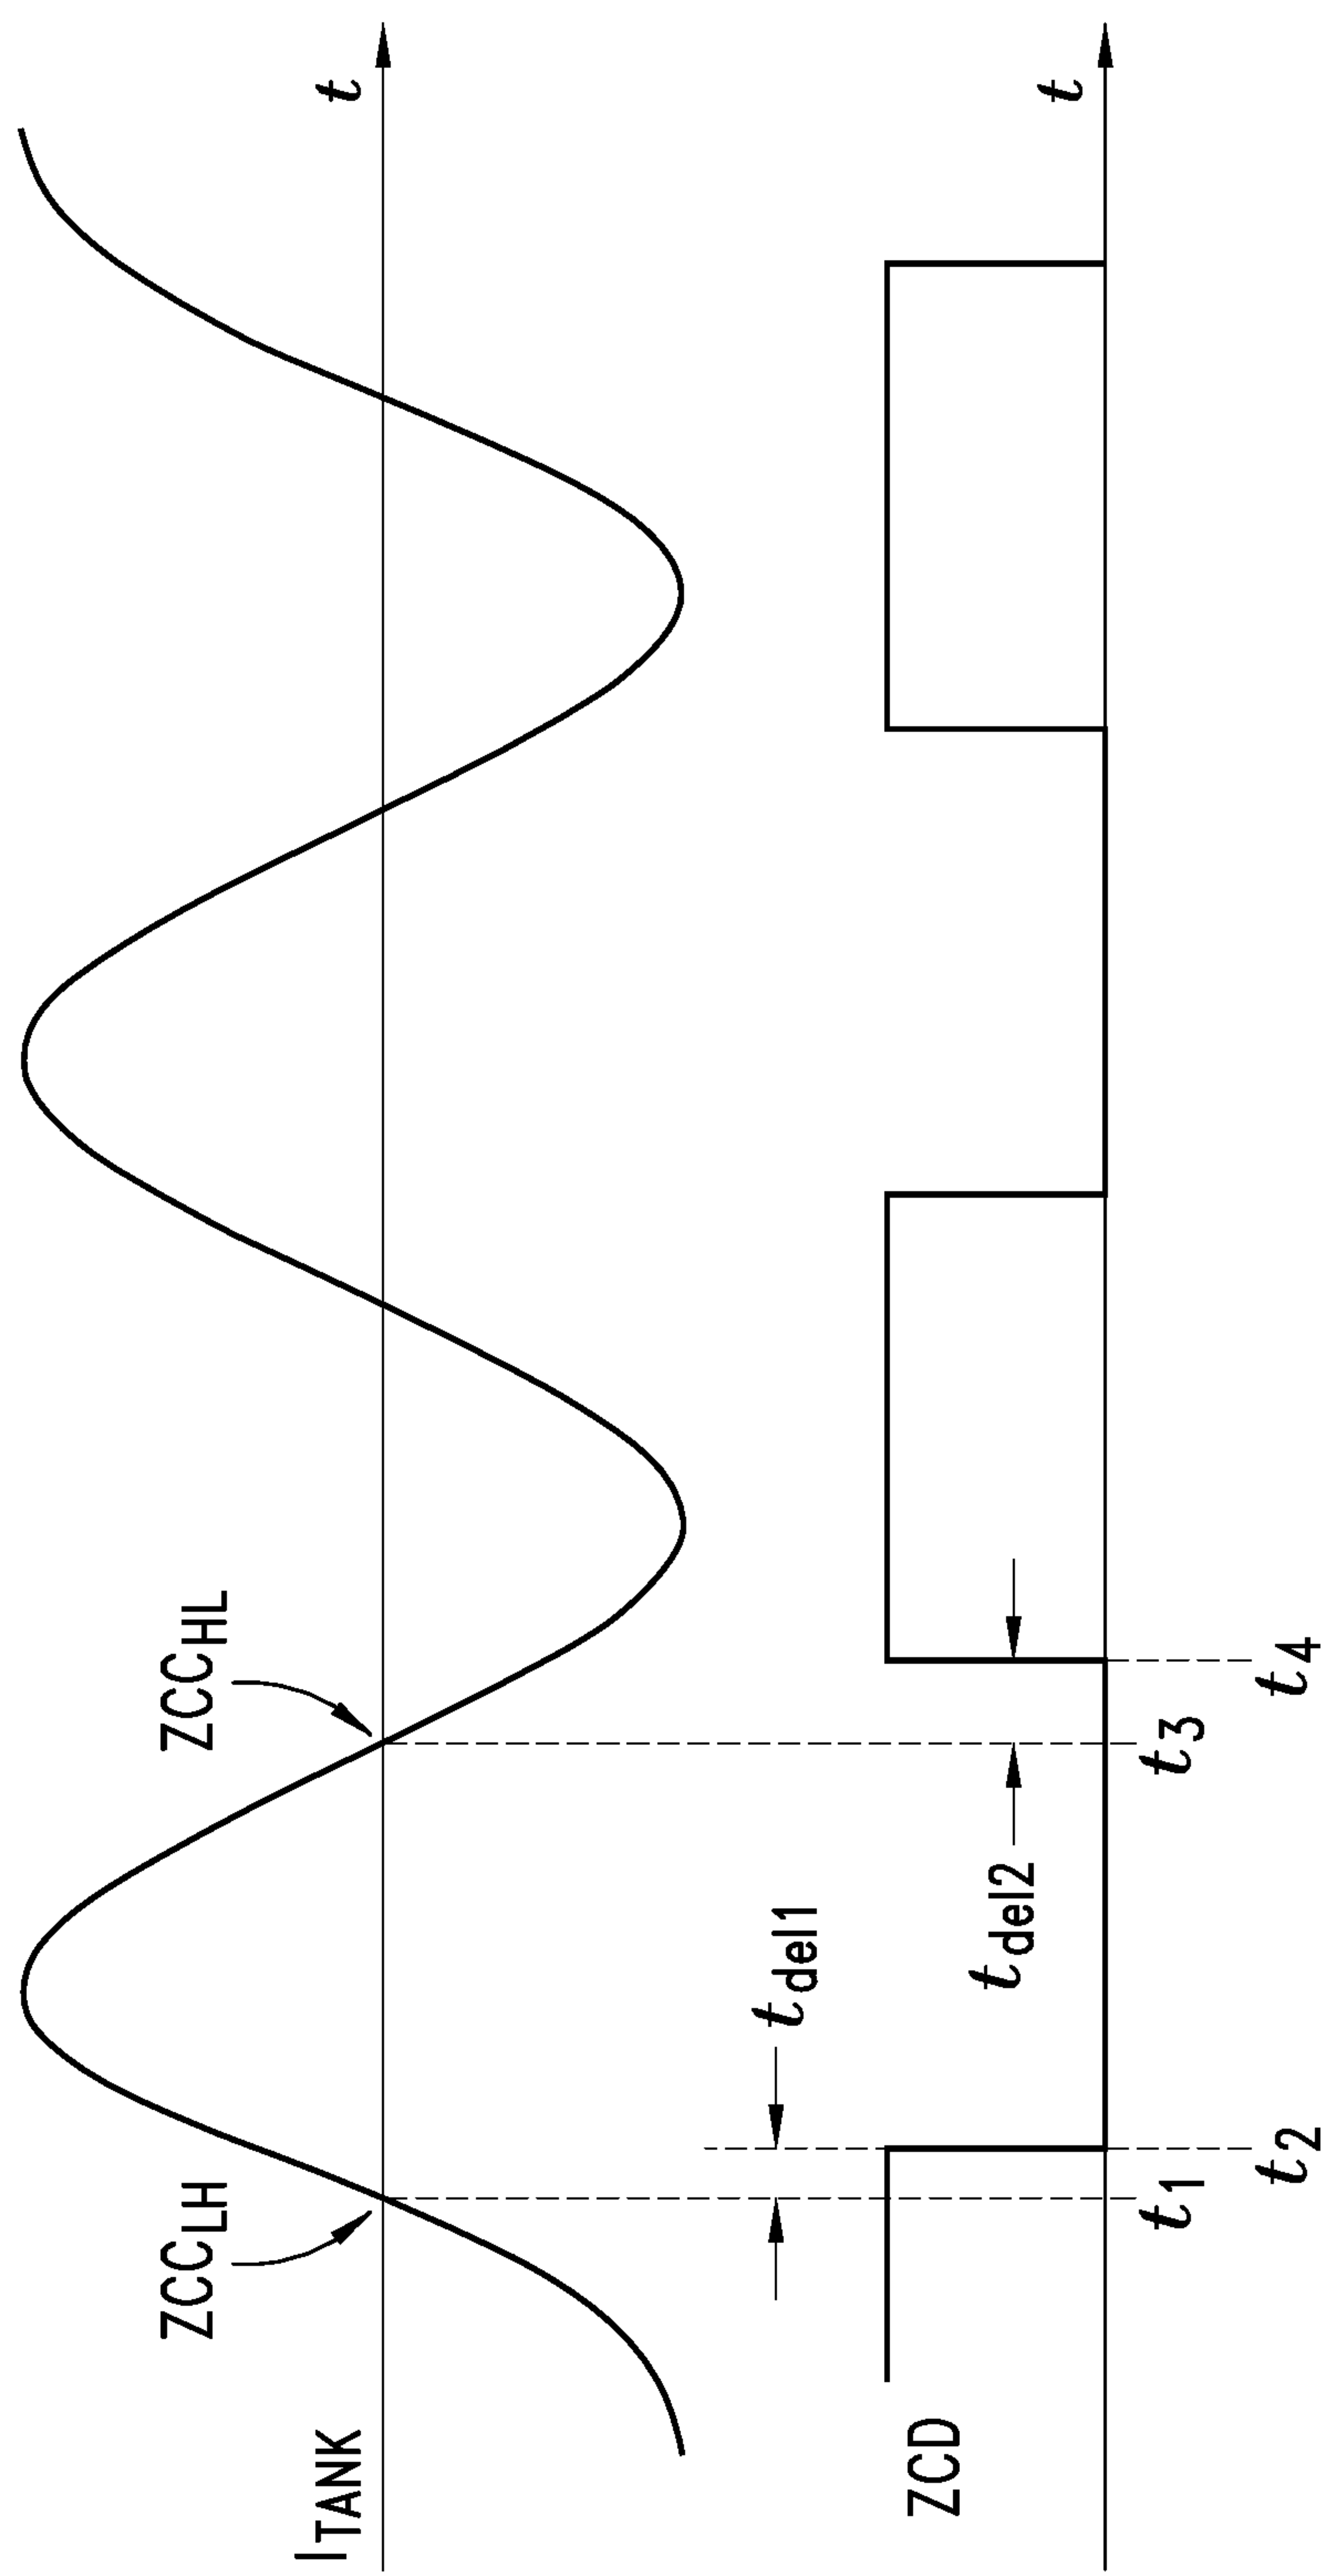 ZCC_LH
ZCC_HL
I_TANK
t
t_del1
ZCD
t_del2
t
t_1
t_3
t_2
t_4